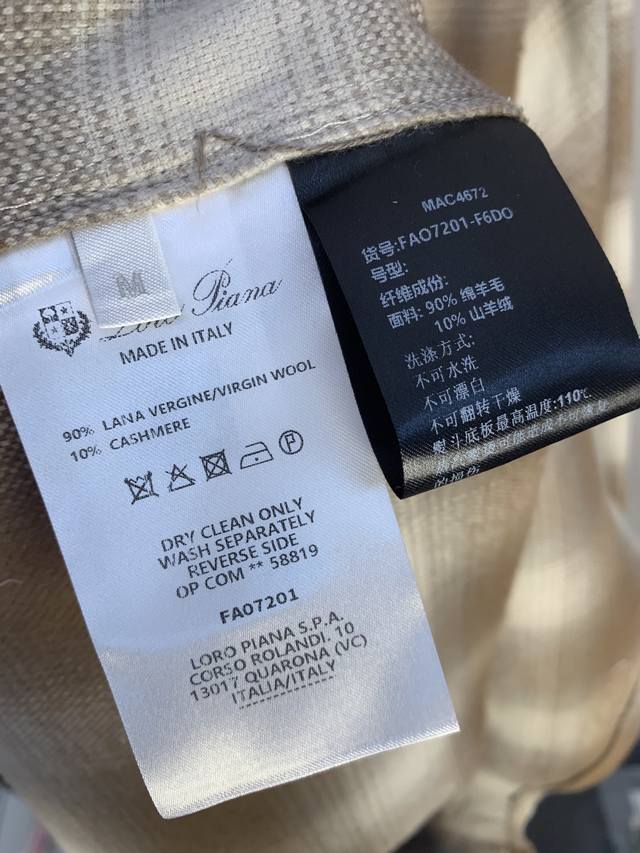 M
Loro Piana
MADE IN ITALY
90% LANA VERGINE/VIRGIN WOOL
10% CASHMERE
P
DRY CLEAN ONLY
WASH SEPARATELY
REVERSE SIDE
OP COM ** 58819
FA07201
LORO PIANA S.P.A.
CORSO ROLANDI. 10
13017 QUARONA (VC)
ITALIA/ITALY
MAC4672
货号:FAO7201-F6DO
号型:
纤维成份:
面料: 90% 绵羊毛
10% 山羊绒
洗涤方式:
不可水洗
不可漂白
不可翻转干燥
熨斗底板最高温度:110℃
的损伤